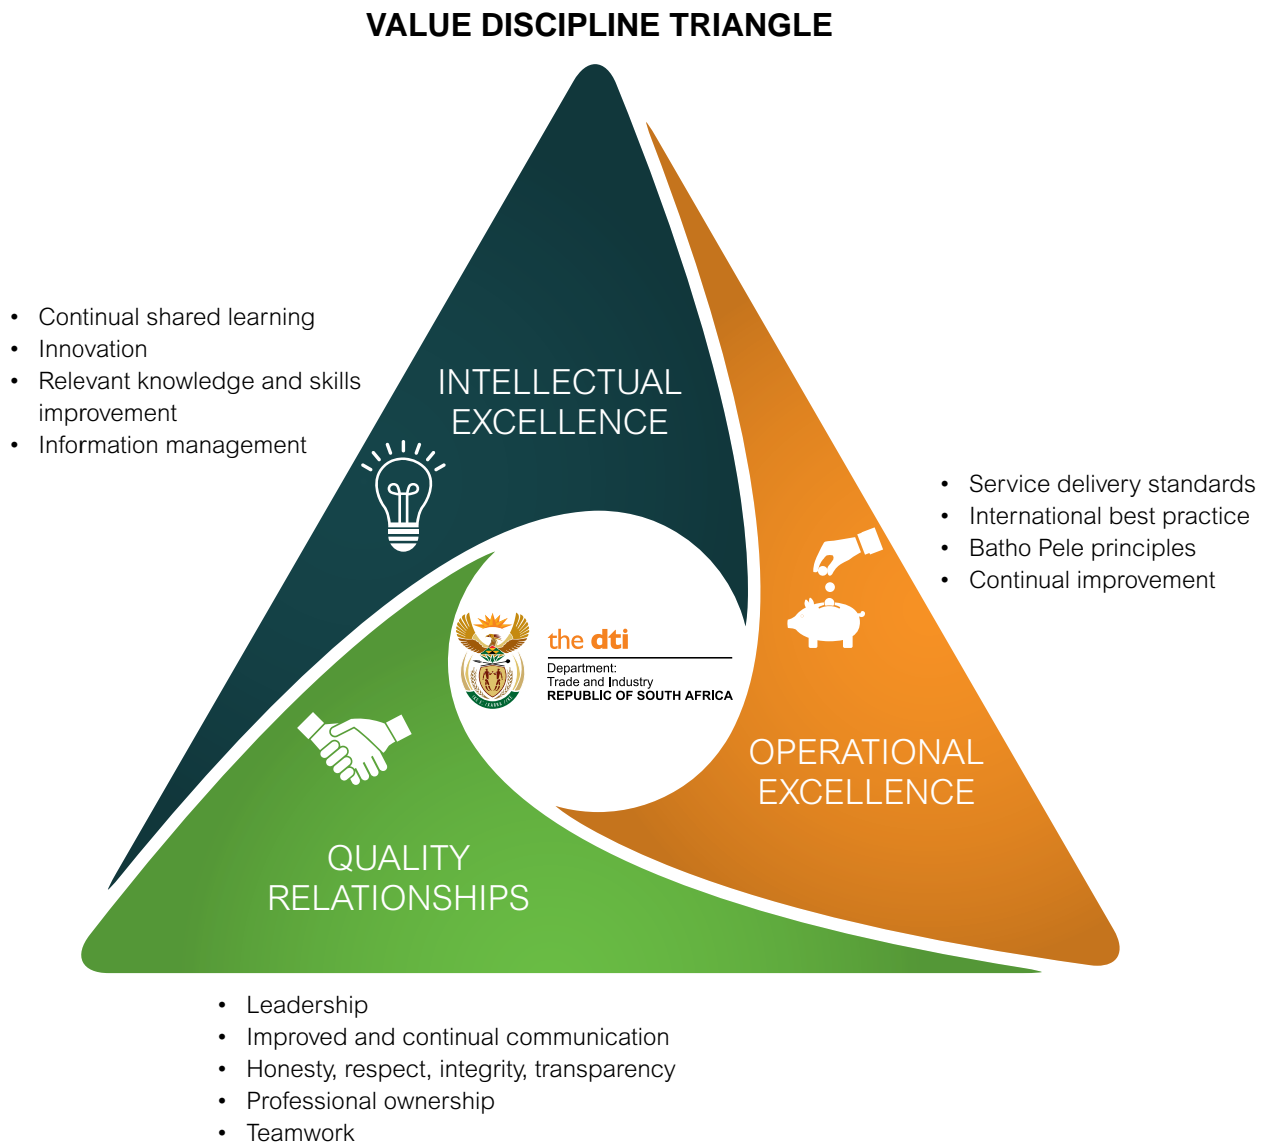 VALUE DISCIPLINE TRIANGLE
• Continual shared learning
• Innovation
• Relevant knowledge and skills
improvement
• Information management
INTELLECTUAL
EXCELLENCE
• Service delivery standards
• International best practice
• Batho Pele principles
• Continual improvement
the dti
Department:
Trade and Industry
REPUBLIC OF SOUTH AFRICA
OPERATIONAL
EXCELLENCE
QUALITY
RELATIONSHIPS
• Leadership
• Improved and continual communication
• Honesty, respect, integrity, transparency
• Professional ownership
• Teamwork